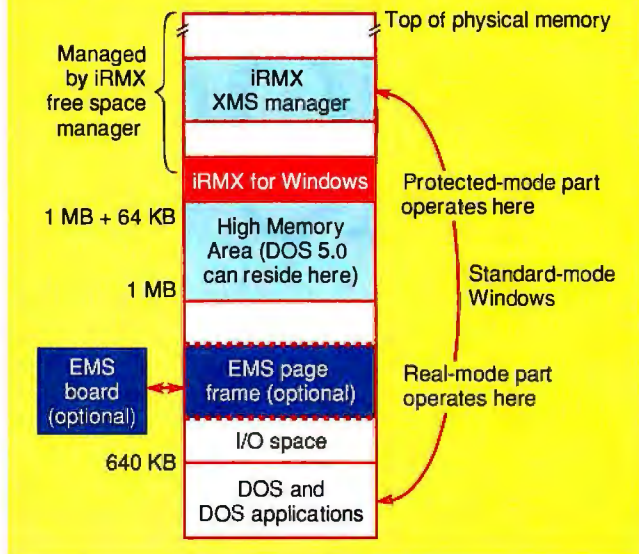 Top of physical memory
Managed
by iRMX
free space
manager
iRMX
XMS manager
iRMX for Windows
Protected-mode part
operates here
1 MB + 64 KB
High Memory
Area (DOS 5.0
can reside here)
Standard-mode
Windows
1 MB
EMS
board
(optional)
EMS page
frame (optional)
Real-mode part
operates here
I/O space
640 KB
DOS and
DOS applications